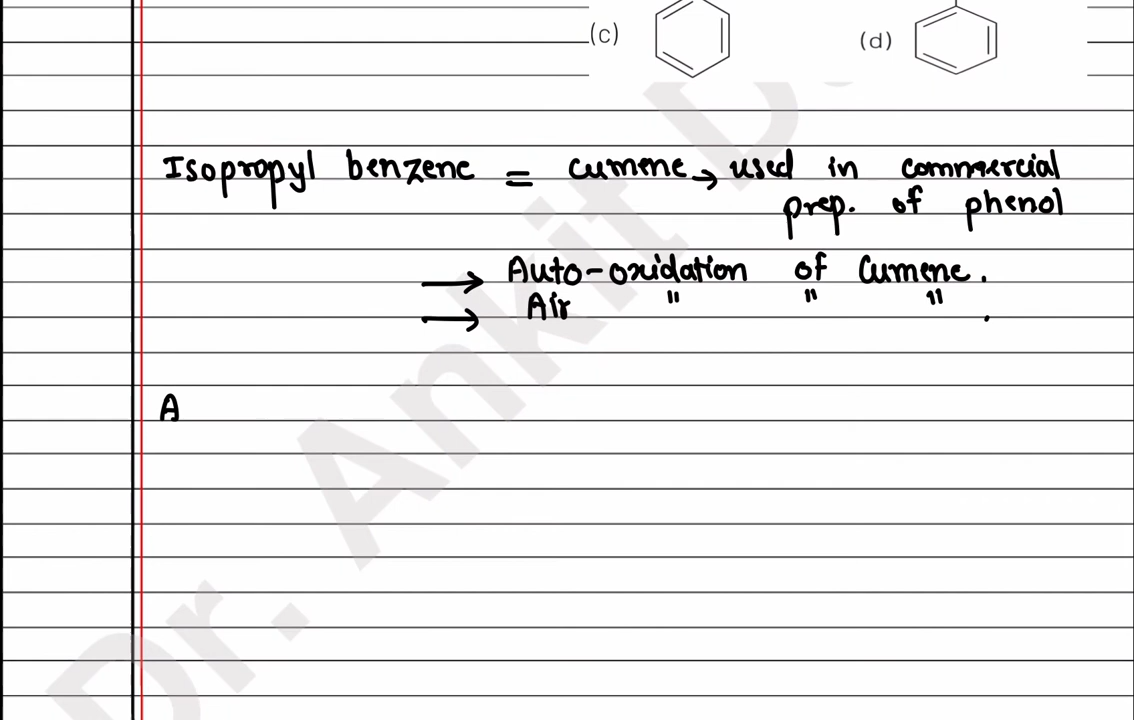 (c) (d)
Isopropyl benzene = cumene → used in commercial
prep. of phenol
→ Auto-oxidation of Cumene.
→ Air " " " .
A
Dr. Ankit D